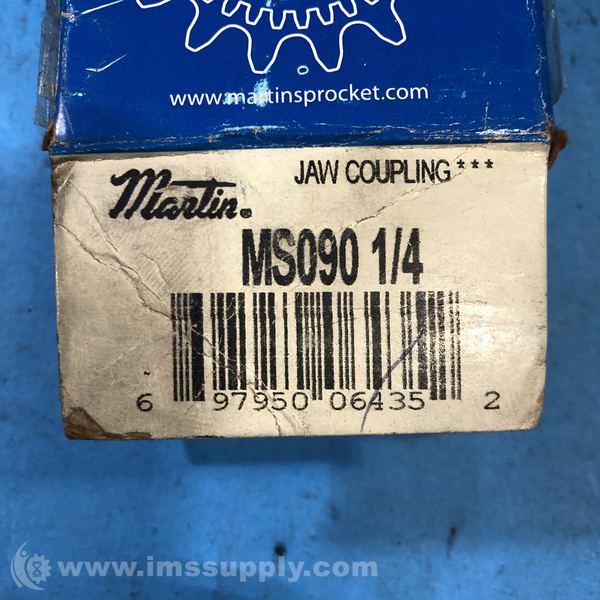 www.martinsprocket.com
JAW COUPLING ***
Martin®
MS090 1/4
6 97950 06435 2
www.imssupply.com